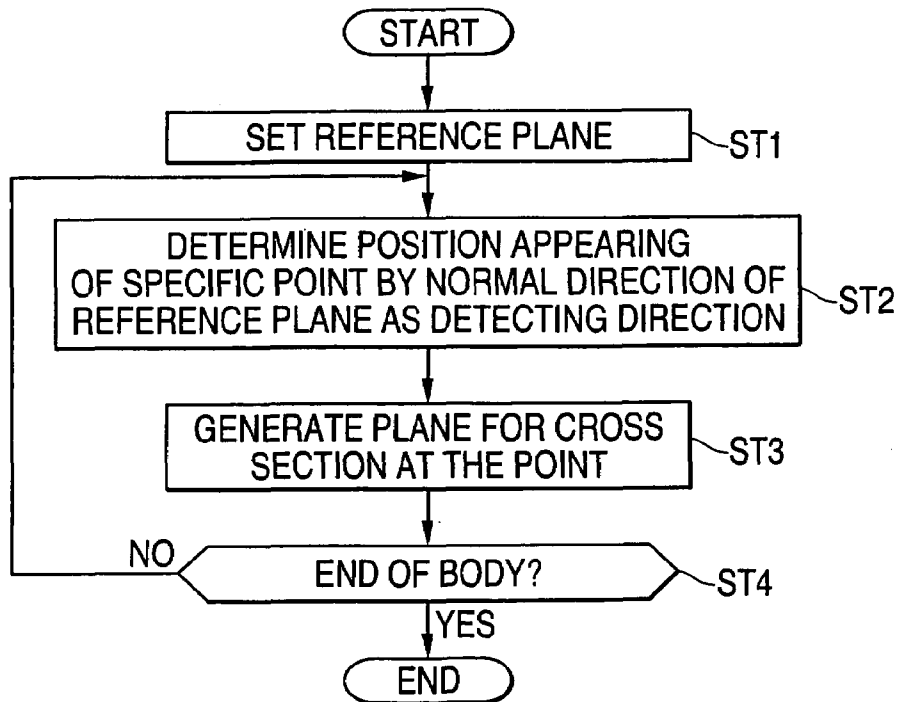 START
SET REFERENCE PLANE
ST1
DETERMINE POSITION APPEARING
OF SPECIFIC POINT BY NORMAL DIRECTION OF
REFERENCE PLANE AS DETECTING DIRECTION
ST2
GENERATE PLANE FOR CROSS
SECTION AT THE POINT
ST3
NO
END OF BODY?
ST4
YES
END